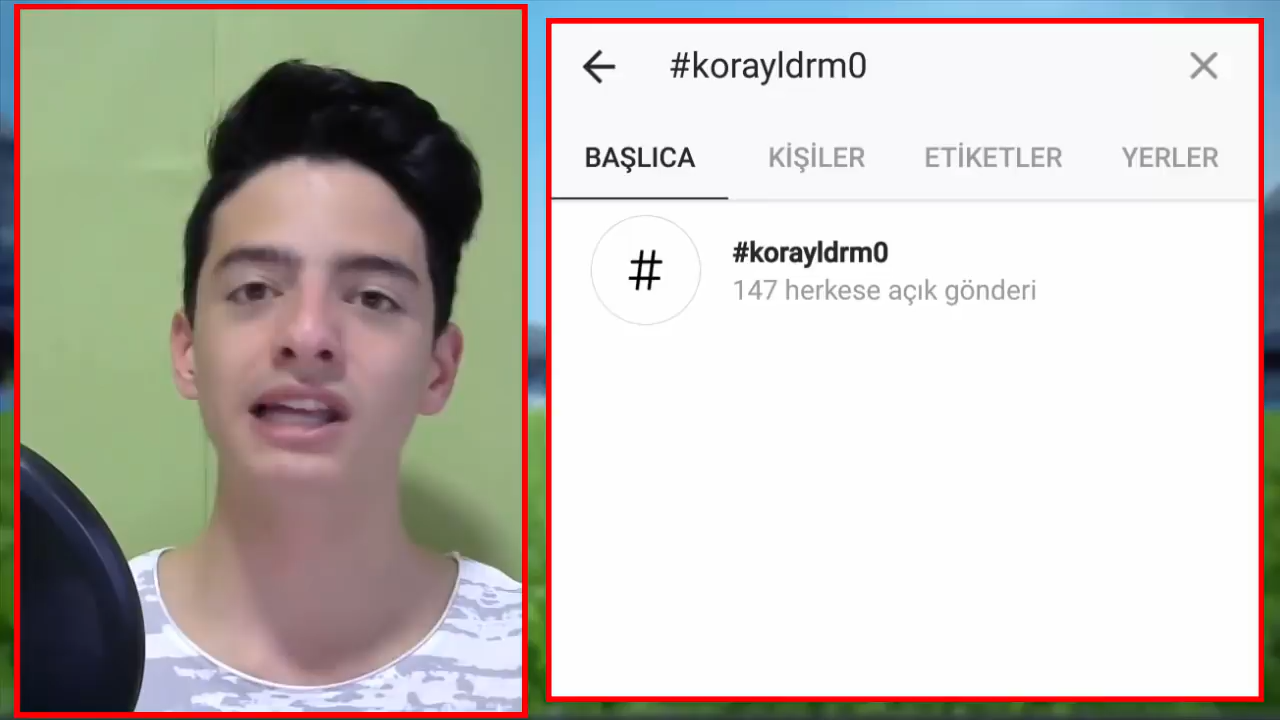 #korayldrm0
BAŞLICA KİŞİLER ETİKETLER YERLER
#
#korayldrm0
147 herkese açık gönderi